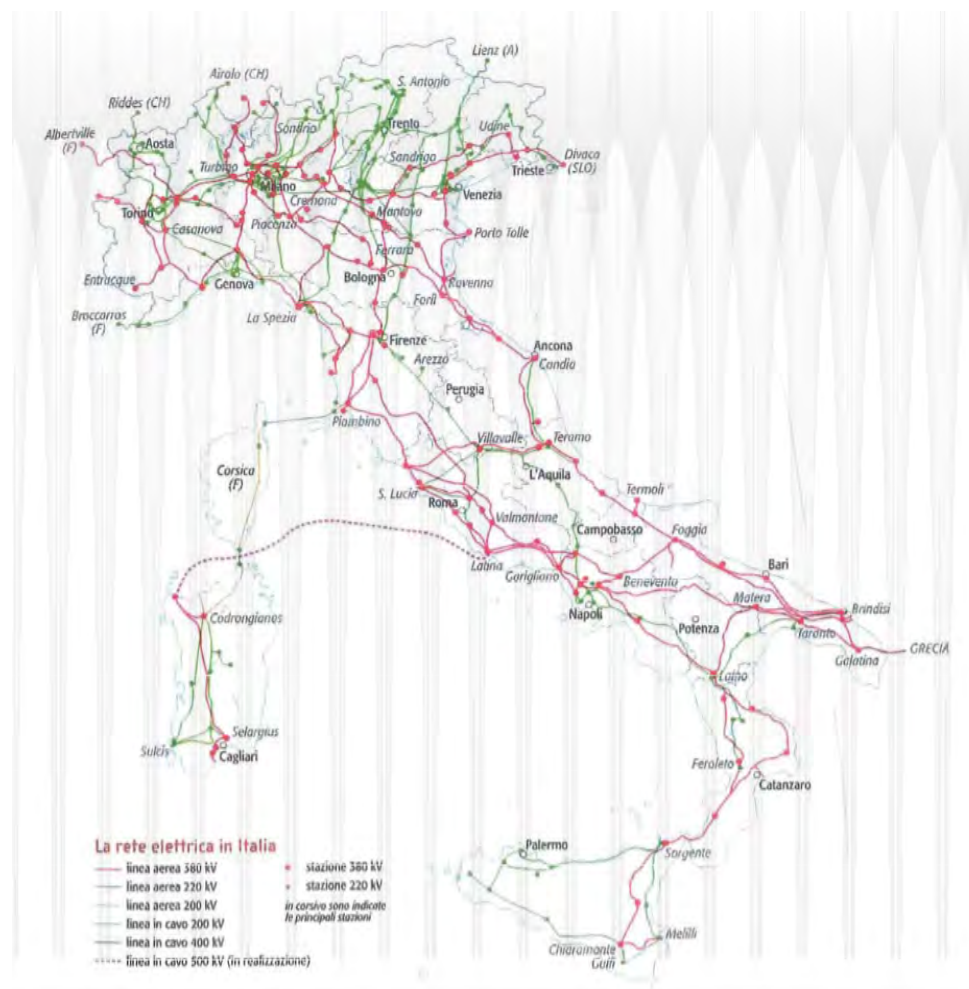 Lienz (A)
Airolo (CH)
S. Antonio
Riddes (CH)
Sondrio
Albertville
(F)
Aosta
Trento
Udine
Turbigo
Sandrigo
Divaca
(SLO)
Trieste
Milano
Venezia
Cremona
Torino
Mantova
Casanova
Piacenza
Porto Tolle
Ferrara
Entracque
Genova
Bologna
Ravenna
Forlì
Broccarros
(F)
La Spezia
Firenze
Ancona
Candia
Arezzo
Perugia
Piombino
Villavalle
Teramo
Corsica
(F)
L'Aquila
S. Lucia
Roma
Termoli
Valmontone
Campobasso
Foggia
Latina
Garigliano
Bari
Benevento
Matera
Napoli
Brindisi
Potenza
Codrongianos
Taranto
Galatina
GRECIA
Laino
Selargius
Sulcis
Cagliari
Feroleto
Catanzaro
La rete elettrica in Italia
linea aerea 380 kV
linea aerea 220 kV
linea aerea 200 kV
linea in cavo 200 kV
linea in cavo 400 kV
linea in cavo 500 kV (in realizzazione)
stazione 380 kV
stazione 220 kV
in corsivo sono indicate
le principali stazioni
Palermo
Sorgente
Melilli
Chiaramonte
Gulfi